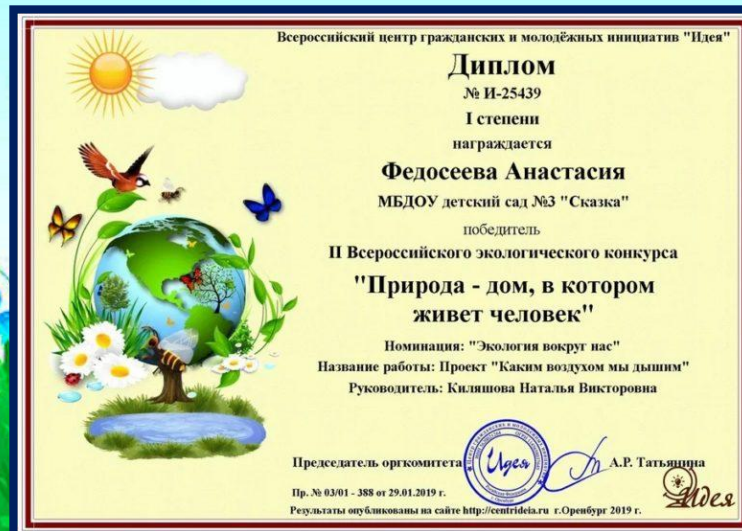 Всероссийский центр гражданских и молодёжных инициатив "Идея"
Диплом
№ И-25439
I степени
награждается
Федосеева Анастасия
МБДОУ детский сад №3 "Сказка"
победитель
II Всероссийского экологического конкурса
"Природа - дом, в котором
живет человек"
Номинация: "Экология вокруг нас"
Название работы: Проект "Каким воздухом мы дышим"
Руководитель: Киляшова Наталья Викторовна
Председатель оргкомитета
Идея
А.Р. Татьянина
Пр. № 03/01 - 388 от 29.01.2019 г.
Идея
Результаты опубликованы на сайте http://centrideia.ru г.Оренбург 2019 г.